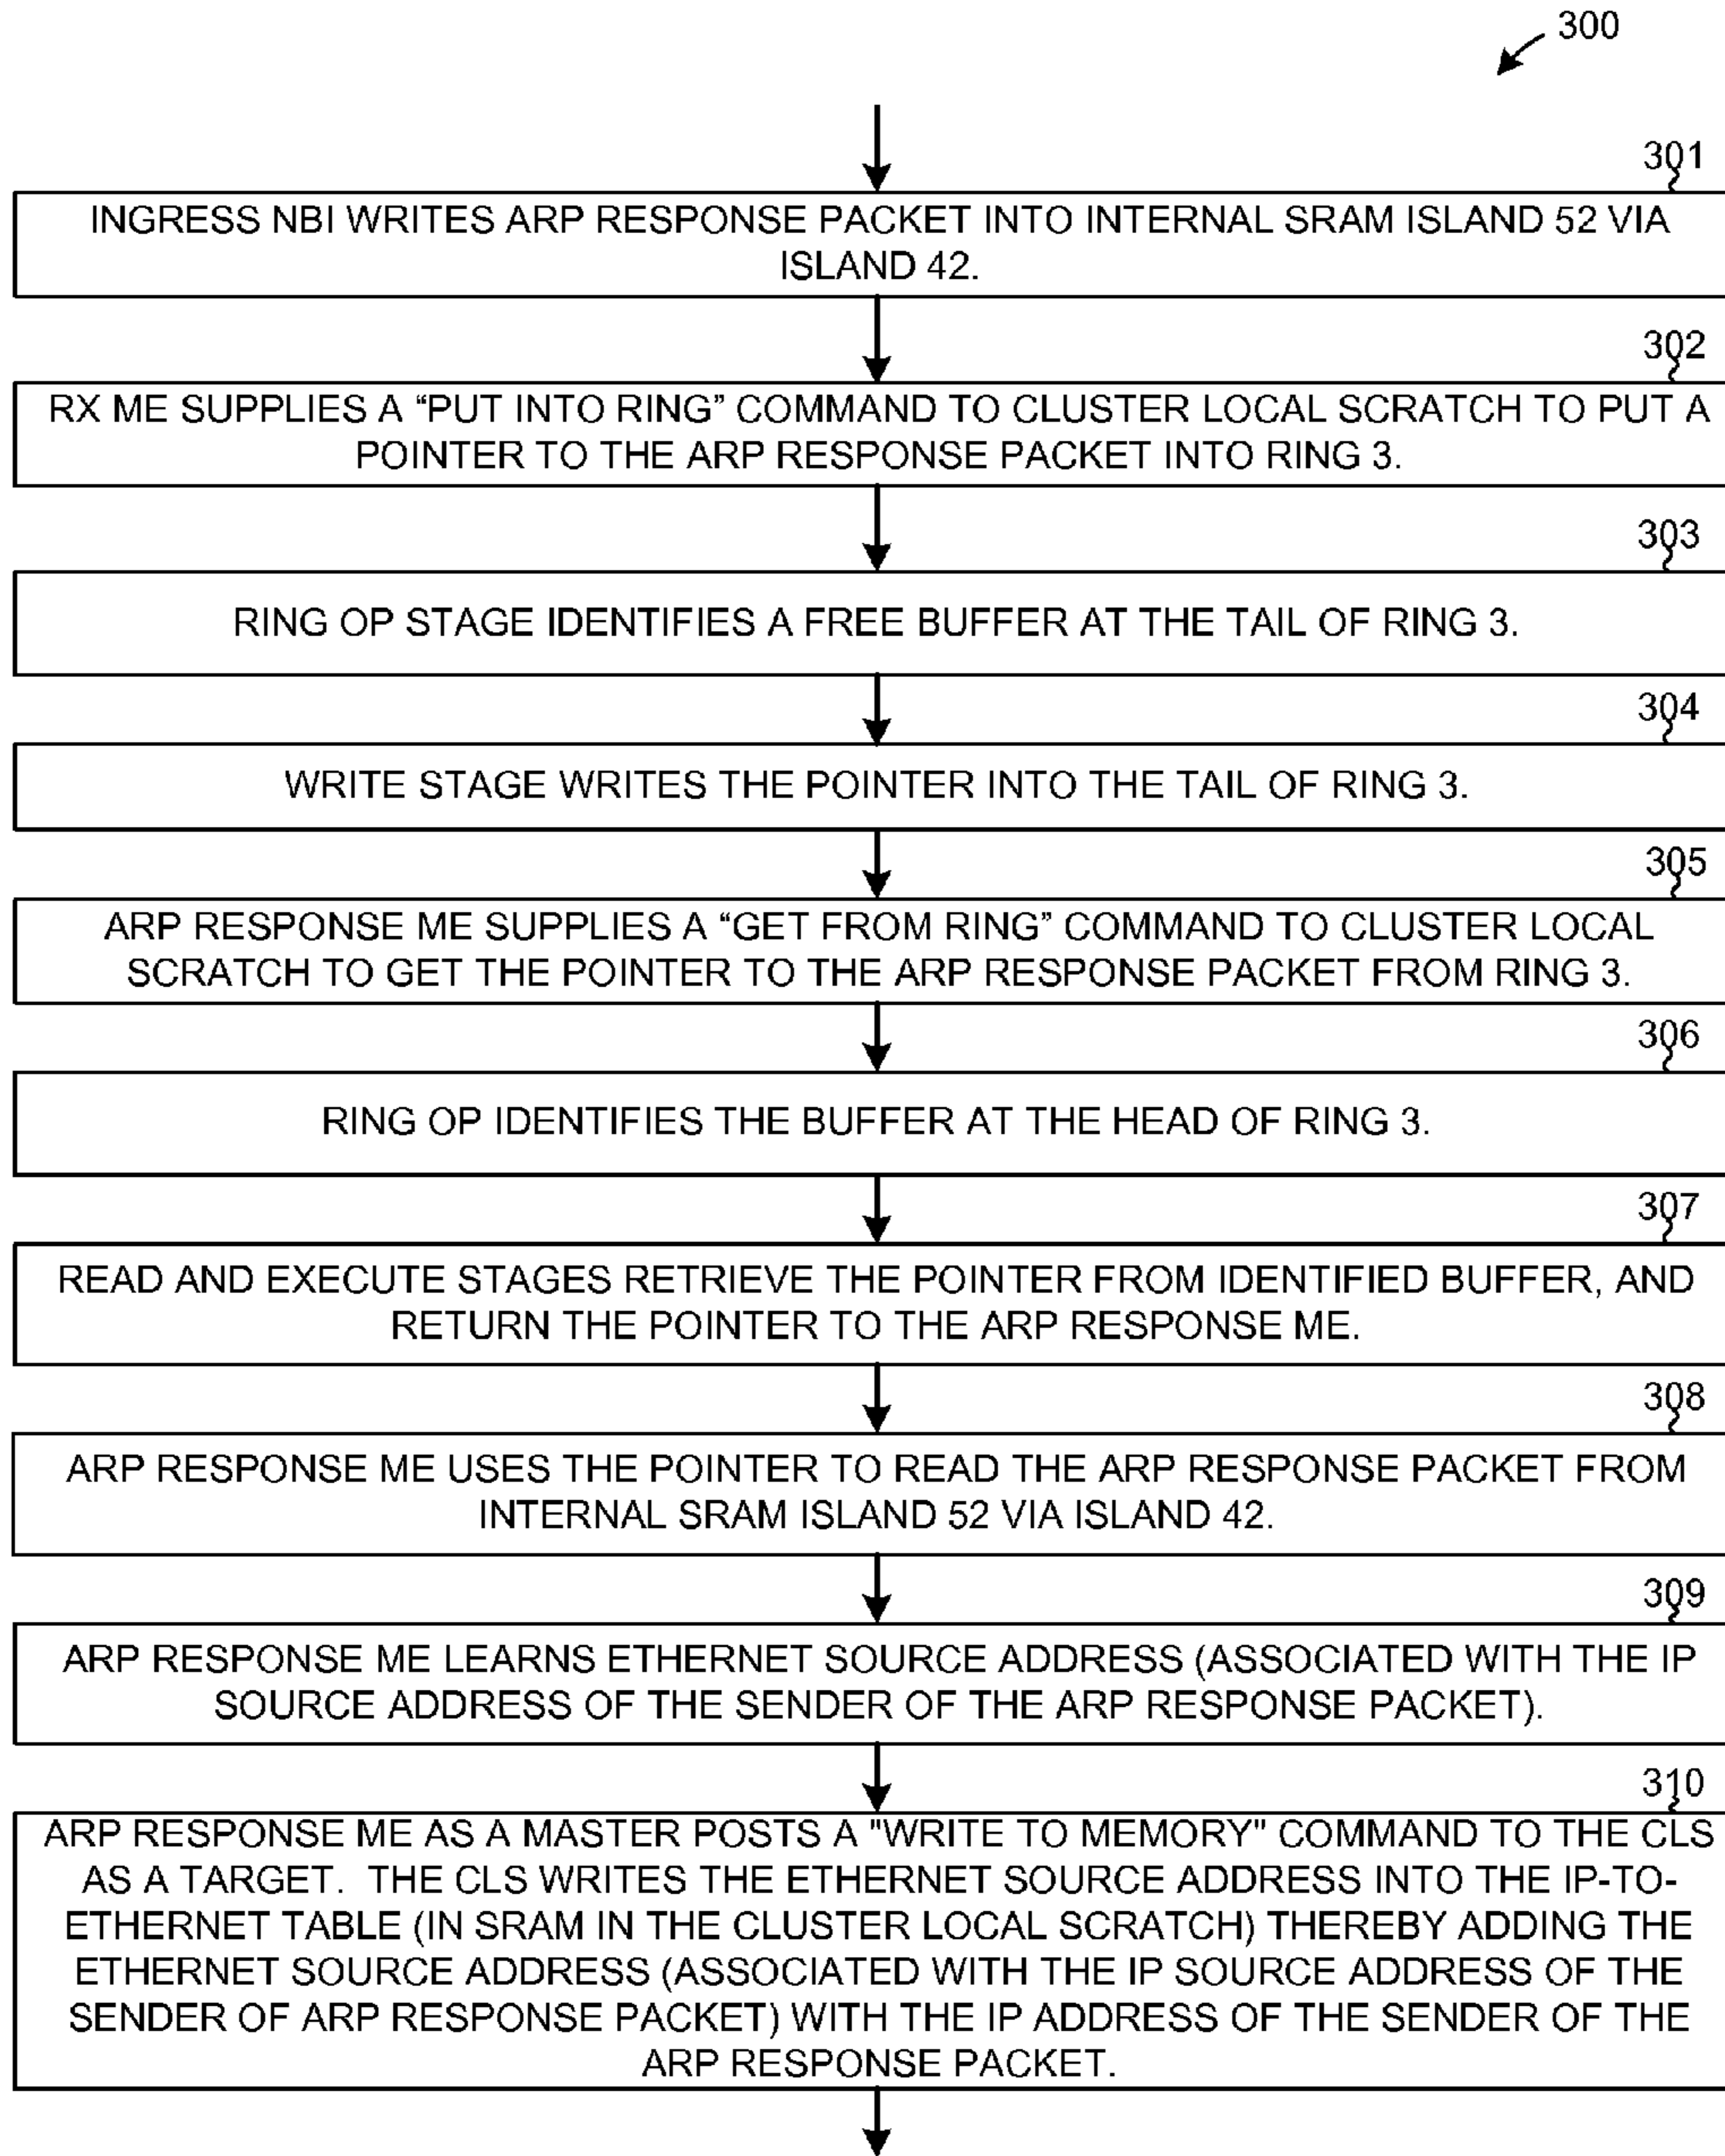 300
301
INGRESS NBI WRITES ARP RESPONSE PACKET INTO INTERNAL SRAM ISLAND 52 VIA
ISLAND 42.
302
RX ME SUPPLIES A “PUT INTO RING” COMMAND TO CLUSTER LOCAL SCRATCH TO PUT A
POINTER TO THE ARP RESPONSE PACKET INTO RING 3.
303
RING OP STAGE IDENTIFIES A FREE BUFFER AT THE TAIL OF RING 3.
304
WRITE STAGE WRITES THE POINTER INTO THE TAIL OF RING 3.
305
ARP RESPONSE ME SUPPLIES A “GET FROM RING” COMMAND TO CLUSTER LOCAL
SCRATCH TO GET THE POINTER TO THE ARP RESPONSE PACKET FROM RING 3.
306
RING OP IDENTIFIES THE BUFFER AT THE HEAD OF RING 3.
307
READ AND EXECUTE STAGES RETRIEVE THE POINTER FROM IDENTIFIED BUFFER, AND
RETURN THE POINTER TO THE ARP RESPONSE ME.
308
ARP RESPONSE ME USES THE POINTER TO READ THE ARP RESPONSE PACKET FROM
INTERNAL SRAM ISLAND 52 VIA ISLAND 42.
309
ARP RESPONSE ME LEARNS ETHERNET SOURCE ADDRESS (ASSOCIATED WITH THE IP
SOURCE ADDRESS OF THE SENDER OF THE ARP RESPONSE PACKET).
310
ARP RESPONSE ME AS A MASTER POSTS A "WRITE TO MEMORY" COMMAND TO THE CLS
AS A TARGET. THE CLS WRITES THE ETHERNET SOURCE ADDRESS INTO THE IP-TO-
ETHERNET TABLE (IN SRAM IN THE CLUSTER LOCAL SCRATCH) THEREBY ADDING THE
ETHERNET SOURCE ADDRESS (ASSOCIATED WITH THE IP SOURCE ADDRESS OF THE
SENDER OF ARP RESPONSE PACKET) WITH THE IP ADDRESS OF THE SENDER OF THE
ARP RESPONSE PACKET.